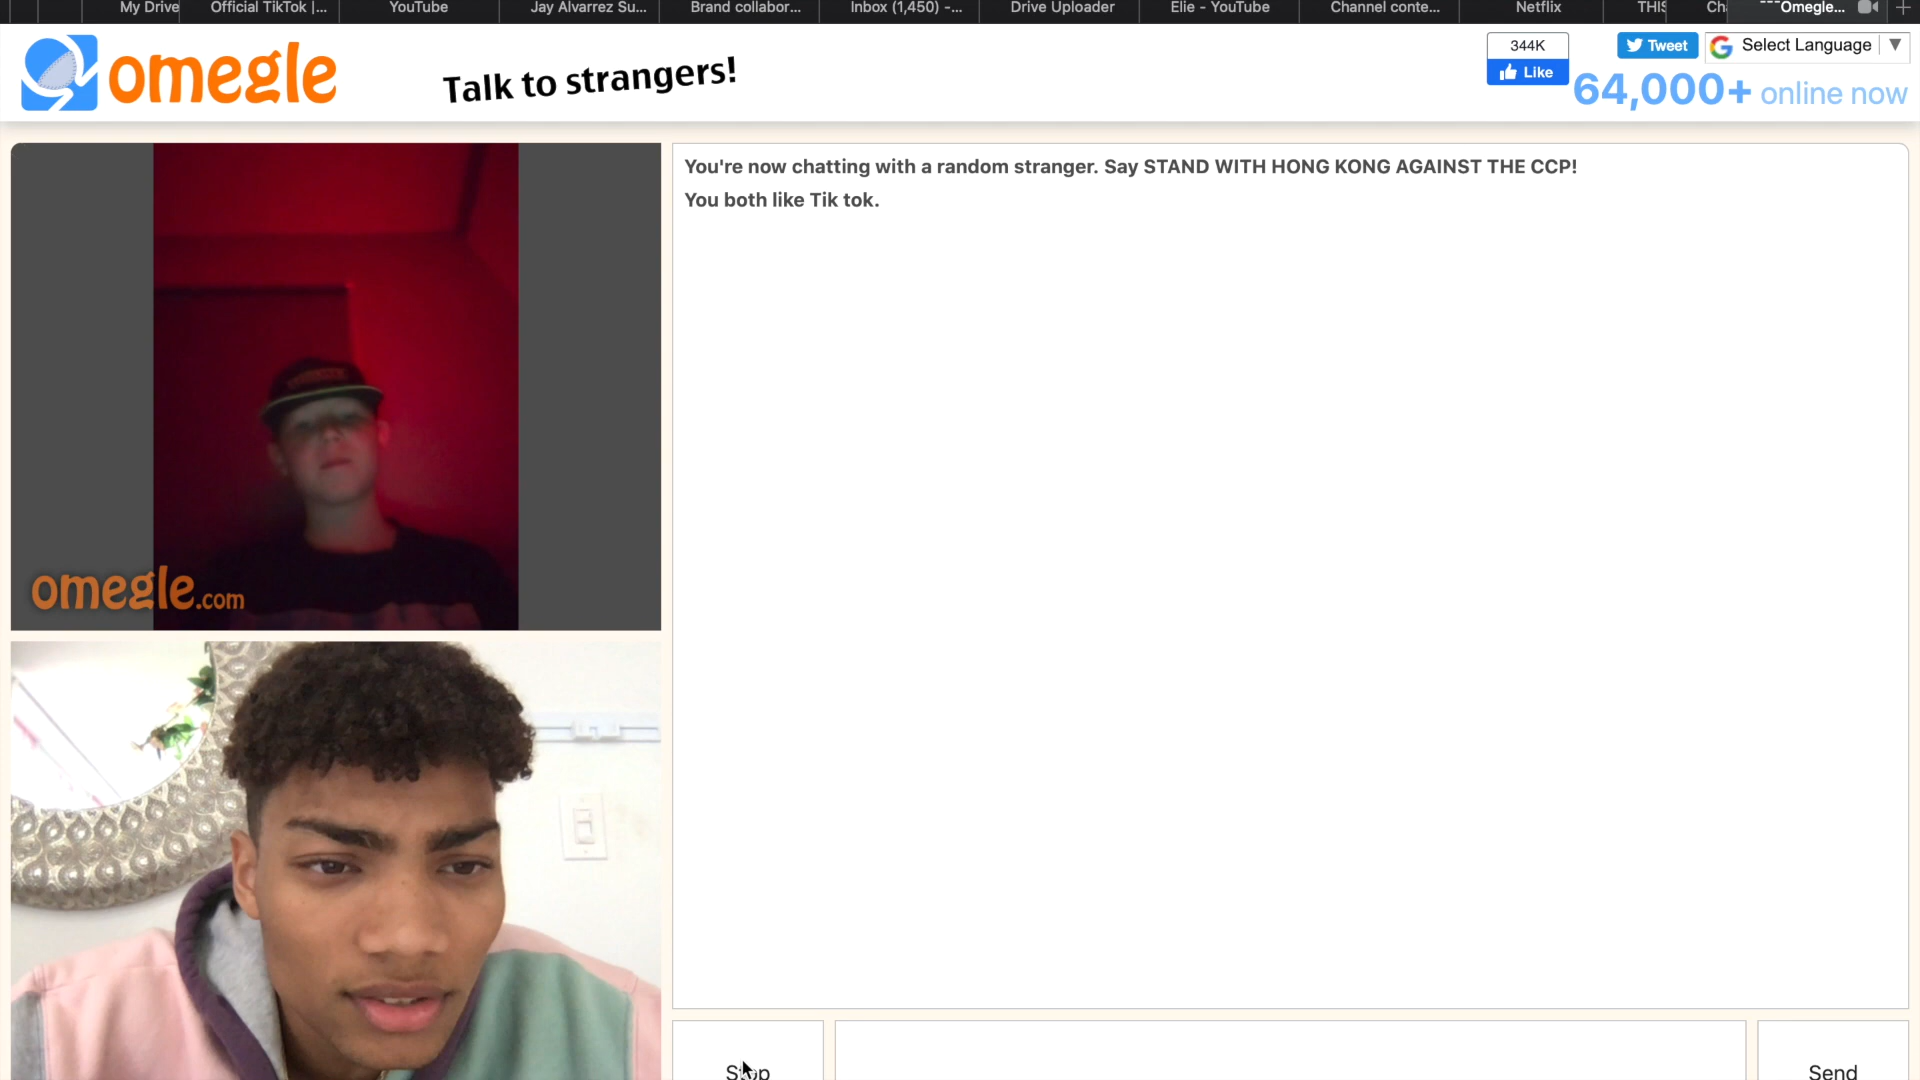 My Drive
Official TikTok |...
YouTube
Jay Alvarrez Su...
Brand collabor...
Inbox (1,450) -...
Drive Uploader
Elie - YouTube
Channel conte...
Netflix
THIS
Ch
Omegle...
omegle
Talk to strangers!
344K
Like
Tweet
Select Language
64,000+ online now
You're now chatting with a random stranger. Say STAND WITH HONG KONG AGAINST THE CCP!
You both like Tik tok.
omegle.com
Stop
Send